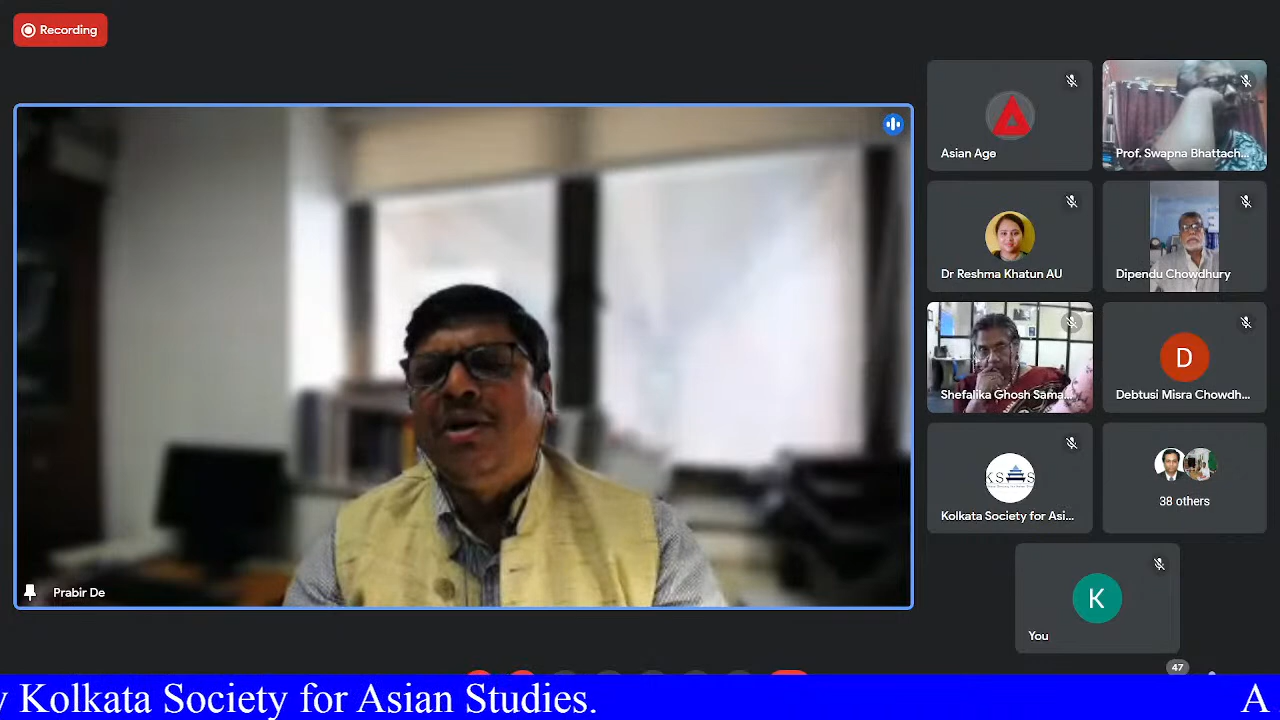 Recording
Asian Age
Prof. Swapna Bhattach...
Dr Reshma Khatun AU
Dipendu Chowdhury
Shefalika Ghosh Sama...
D
Debtusi Misra Chowdh...
KSAS
Kolkata Society for Asi...
38 others
K
You
Prabir De
47
y Kolkata Society for Asian Studies.
A